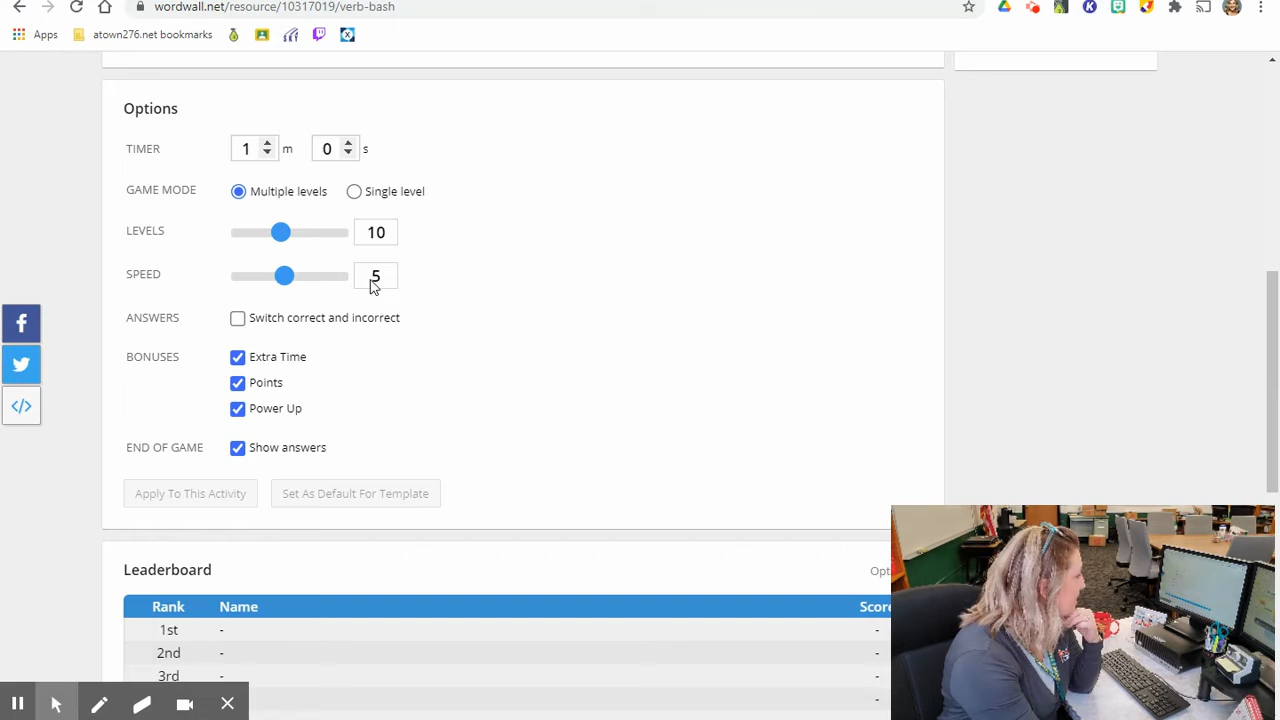 wordwall.net/resource/10317019/verb-bash
Apps atown276.net bookmarks
Options
TIMER 1 m 0 s
GAME MODE Multiple levels Single level
LEVELS 10
SPEED 5
ANSWERS Switch correct and incorrect
BONUSES Extra Time
Points
Power Up
END OF GAME Show answers
Apply To This Activity Set As Default For Template
Leaderboard
Rank Name Score
1st - -
2nd - -
3rd - -
- -